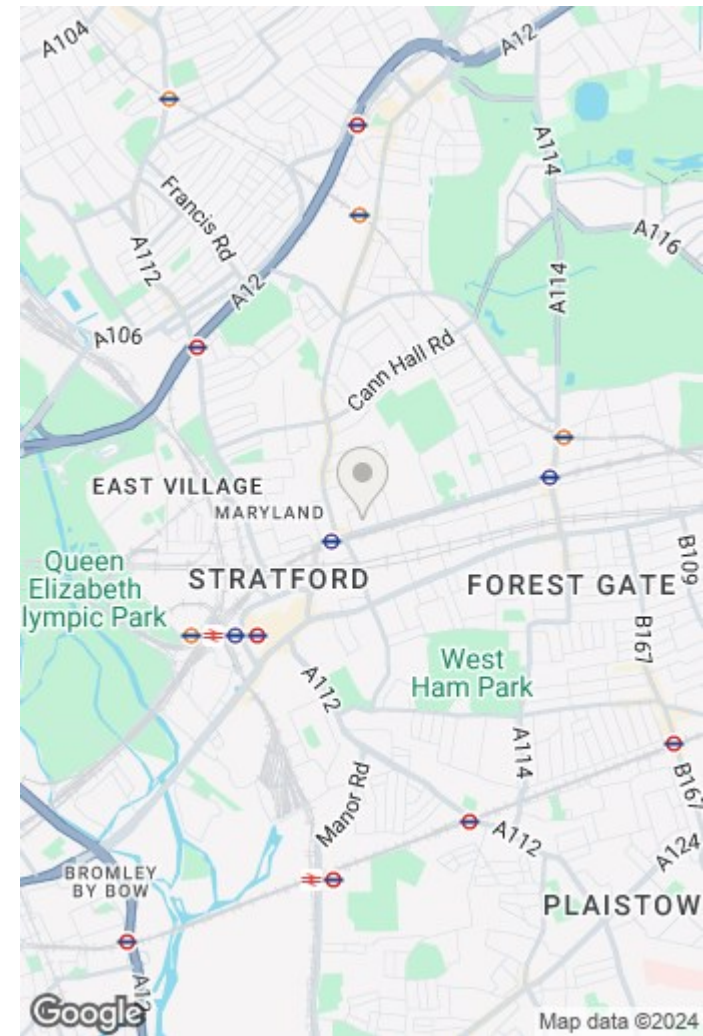 A104
A12
A114
Francis Rd
A116
A112
A12
A114
A106
Cann Hall Rd
EAST VILLAGE
MARYLAND
Queen
Elizabeth
lympic Park
STRATFORD
FOREST GATE
B109
B167
West
Ham Park
A112
A114
Manor Rd
B167
A112
A124
BROMLEY
BY BOW
PLAISTOW
A12
Google
Map data ©2024